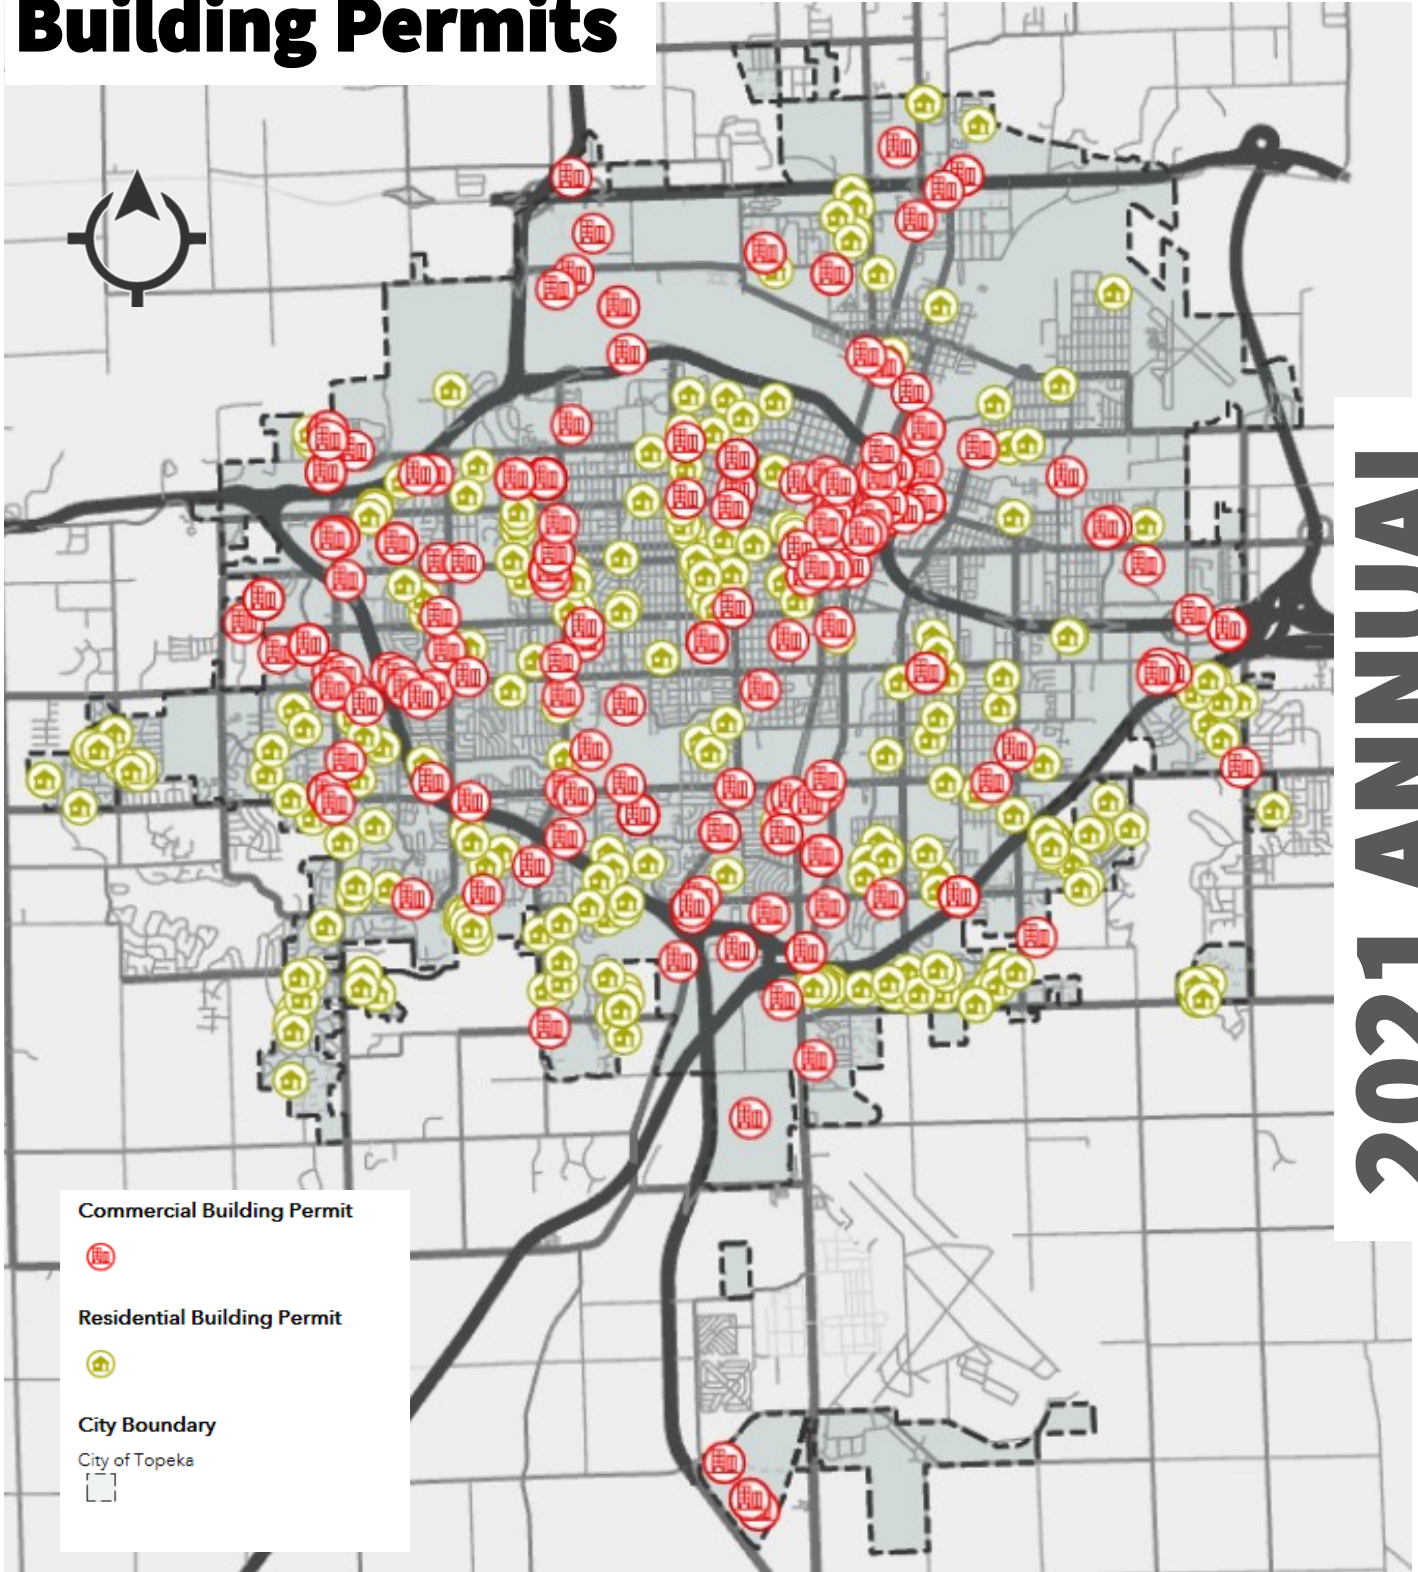 Building Permits
2021 ANNUAL
Commercial Building Permit
Residential Building Permit
City Boundary
City of Topeka